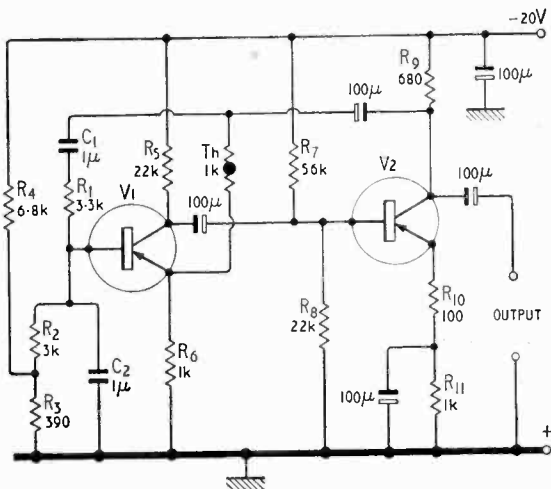 −20V
R9
680
100µ
100µ
C1
1µ
R5
22k
Th
1k
R7
56k
V2
R4
6·8k
R1
3·3k
V1
100µ
100µ
R2
3k
C2
1µ
R6
1k
R8
22k
R10
100
OUTPUT
R3
390
100µ
R11
1k
+